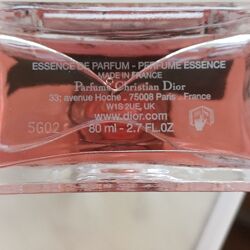 ESSENCE DE PARFUM - PERFUME ESSENCE
MADE IN FRANCE
Parfums Christian Dior
33, avenue Hoche - 75008 Paris - France
W1S 2UE, UK
www.dior.com
5G02 80 ml - 2.7 FL.OZ